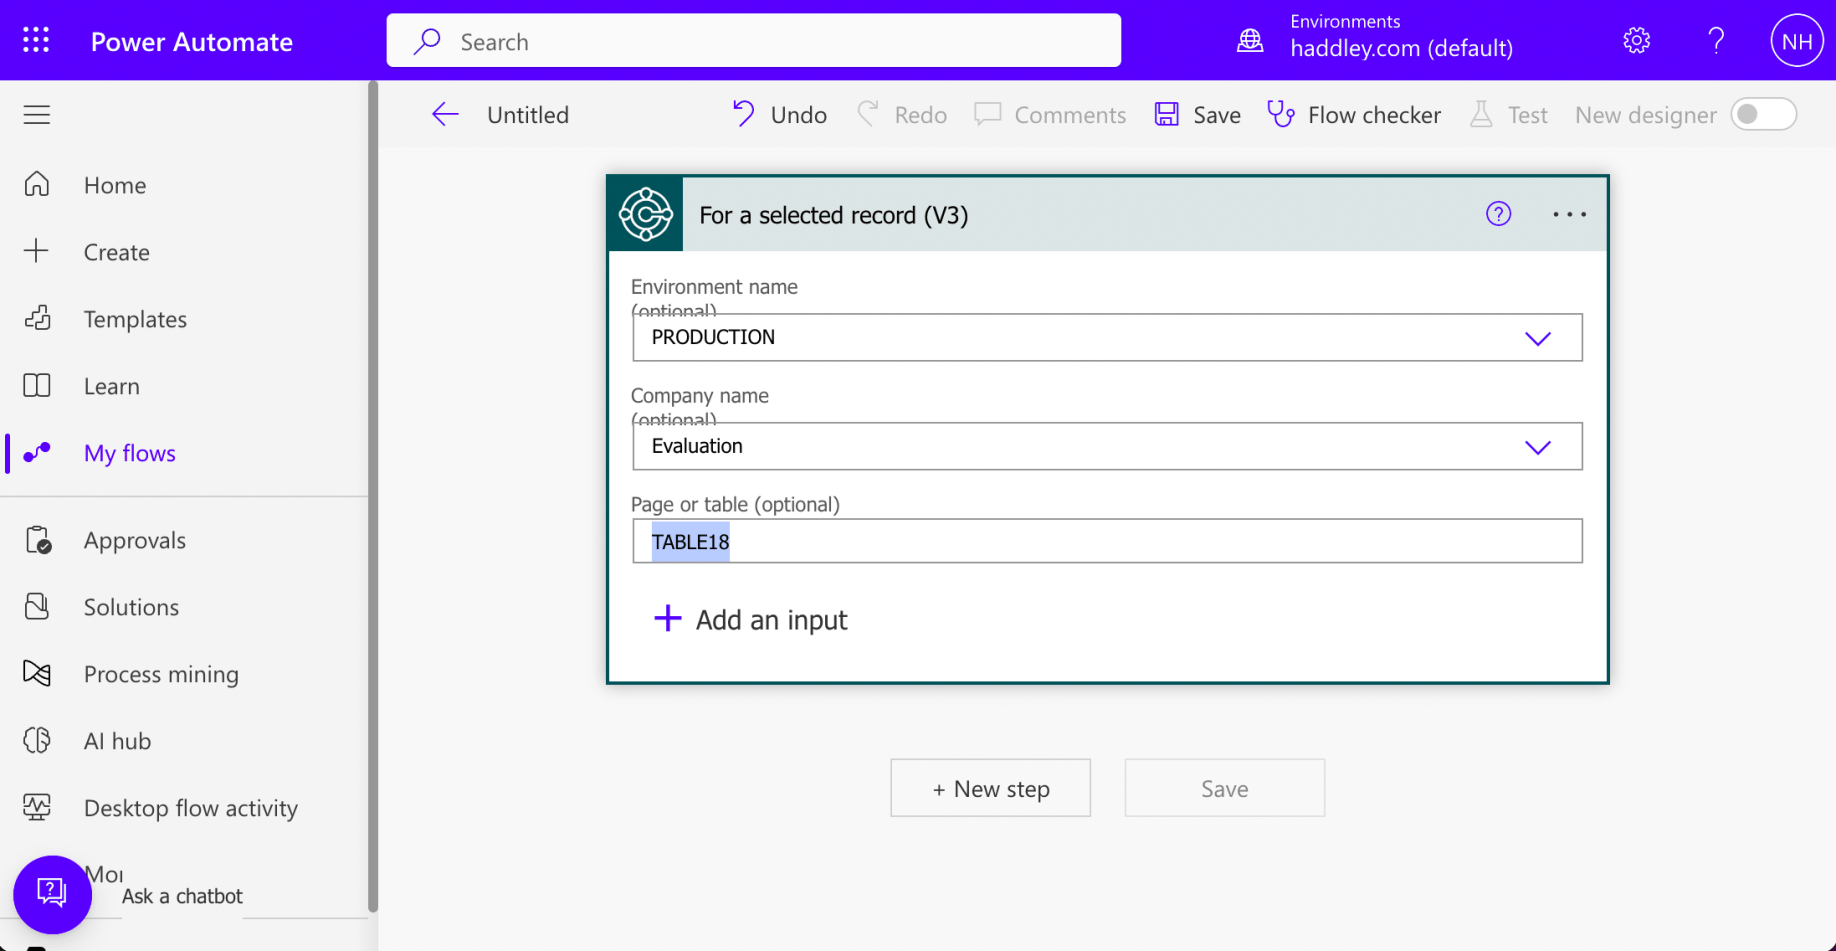 Power Automate
Search
Environments
haddley.com (default)
?
NH
Untitled
Undo
Redo
Comments
Save
Flow checker
Test
New designer
Home
Create
Templates
Learn
My flows
Approvals
Solutions
Process mining
AI hub
Desktop flow activity
Ask a chatbot
For a selected record (V3)
?
...
Environment name
(optional)
PRODUCTION
Company name
(optional)
Evaluation
Page or table (optional)
TABLE18
+ Add an input
+ New step
Save